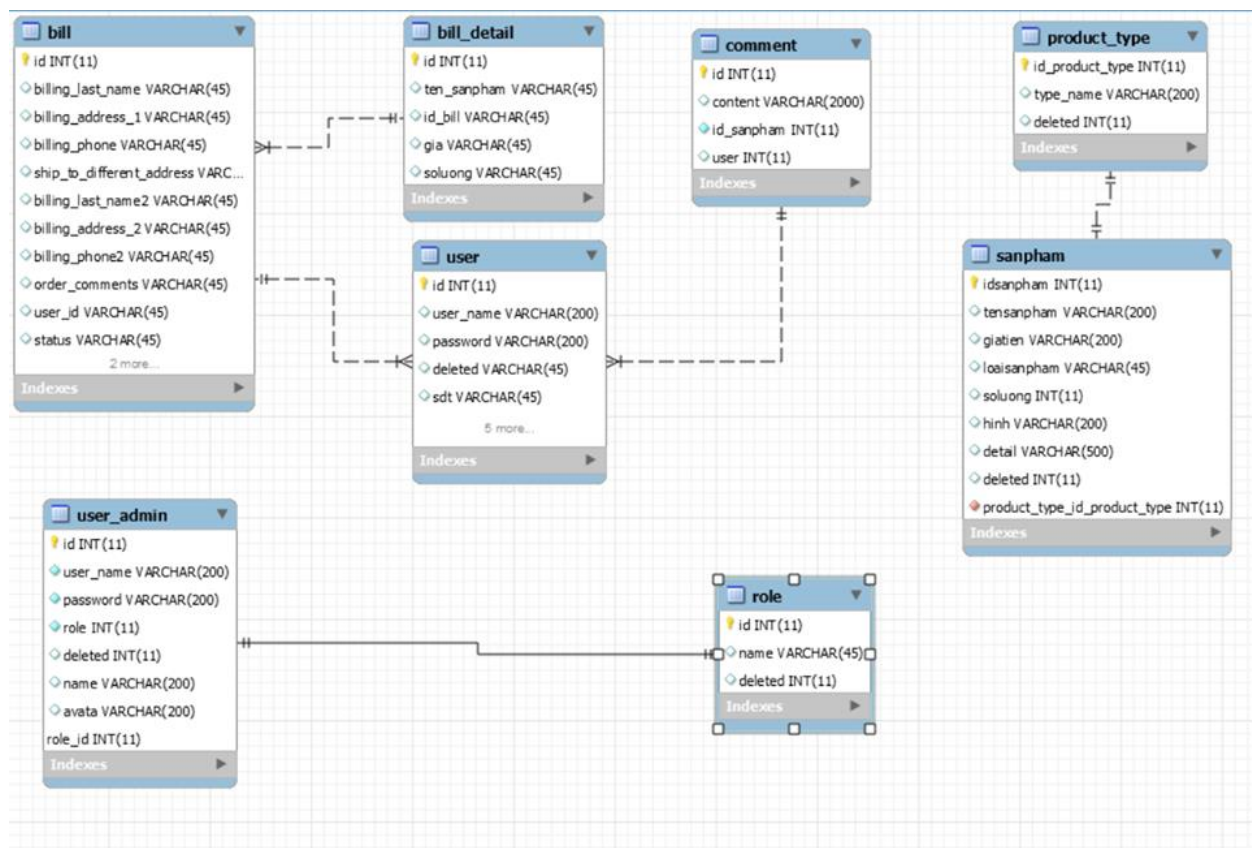 bill
id INT(11)
billing_last_name VARCHAR(45)
billing_address_1 VARCHAR(45)
billing_phone VARCHAR(45)
ship_to_different_address VARC...
billing_last_name2 VARCHAR(45)
billing_address_2 VARCHAR(45)
billing_phone2 VARCHAR(45)
order_comments VARCHAR(45)
user_id VARCHAR(45)
status VARCHAR(45)
2 more...
Indexes
bill_detail
id INT(11)
ten_sanpham VARCHAR(45)
id_bill VARCHAR(45)
gia VARCHAR(45)
soluong VARCHAR(45)
Indexes
comment
id INT(11)
content VARCHAR(2000)
id_sanpham INT(11)
user INT(11)
Indexes
product_type
id_product_type INT(11)
type_name VARCHAR(200)
deleted INT(11)
Indexes
user
id INT(11)
user_name VARCHAR(200)
password VARCHAR(200)
deleted VARCHAR(45)
sdt VARCHAR(45)
5 more...
Indexes
sanpham
idsanpham INT(11)
tensanpham VARCHAR(200)
giatien VARCHAR(200)
loaisanpham VARCHAR(45)
soluong INT(11)
hinh VARCHAR(200)
detail VARCHAR(500)
deleted INT(11)
product_type_id_product_type INT(11)
Indexes
user_admin
id INT(11)
user_name VARCHAR(200)
password VARCHAR(200)
role INT(11)
deleted INT(11)
name VARCHAR(200)
avata VARCHAR(200)
role_id INT(11)
Indexes
role
id INT(11)
name VARCHAR(45)
deleted INT(11)
Indexes